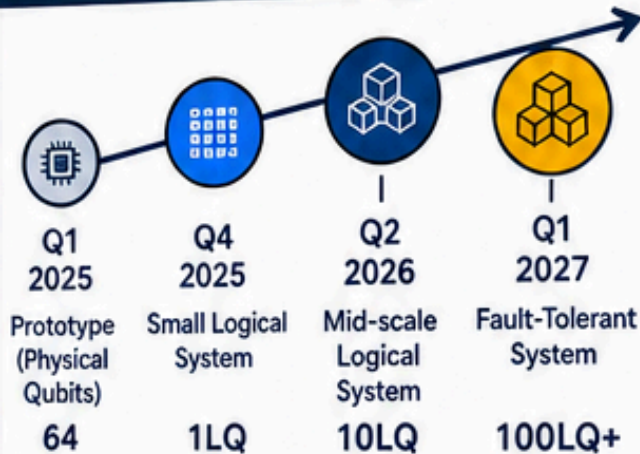 Q1
2025
Prototype
(Physical
Qubits)
64
Q4
2025
Small Logical
System
1LQ
Q2
2026
Mid-scale
Logical
System
10LQ
Q1
2027
Fault-Tolerant
System
100LQ+